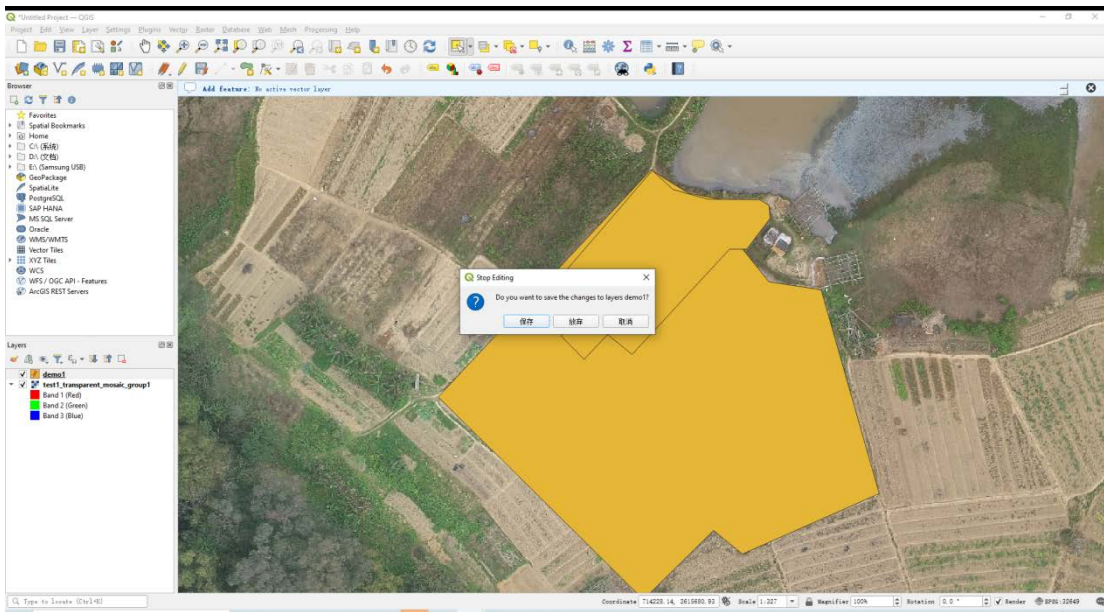 *Untitled Project — QGIS
Project Edit View Layer Settings Plugins Vector Raster Database Web Mesh Processing Help
Browser
Add feature: No active vector layer
Favorites
Spatial Bookmarks
Home
C:\ (系统)
D:\ (文档)
E:\ (Samsung USB)
GeoPackage
SpatiaLite
PostgreSQL
SAP HANA
MS SQL Server
Oracle
WMS/WMTS
Vector Tiles
XYZ Tiles
WCS
WFS / OGC API - Features
ArcGIS REST Servers
Stop Editing
Do you want to save the changes to layers demo1?
保存 放弃 取消
Layers
demo1
test1_transparent_mosaic_group1
Band 1 (Red)
Band 2 (Green)
Band 3 (Blue)
Type to locate (Ctrl+K)
Coordinate Scale 1:327 Magnifier 100% Rotation 0.0 ° Render